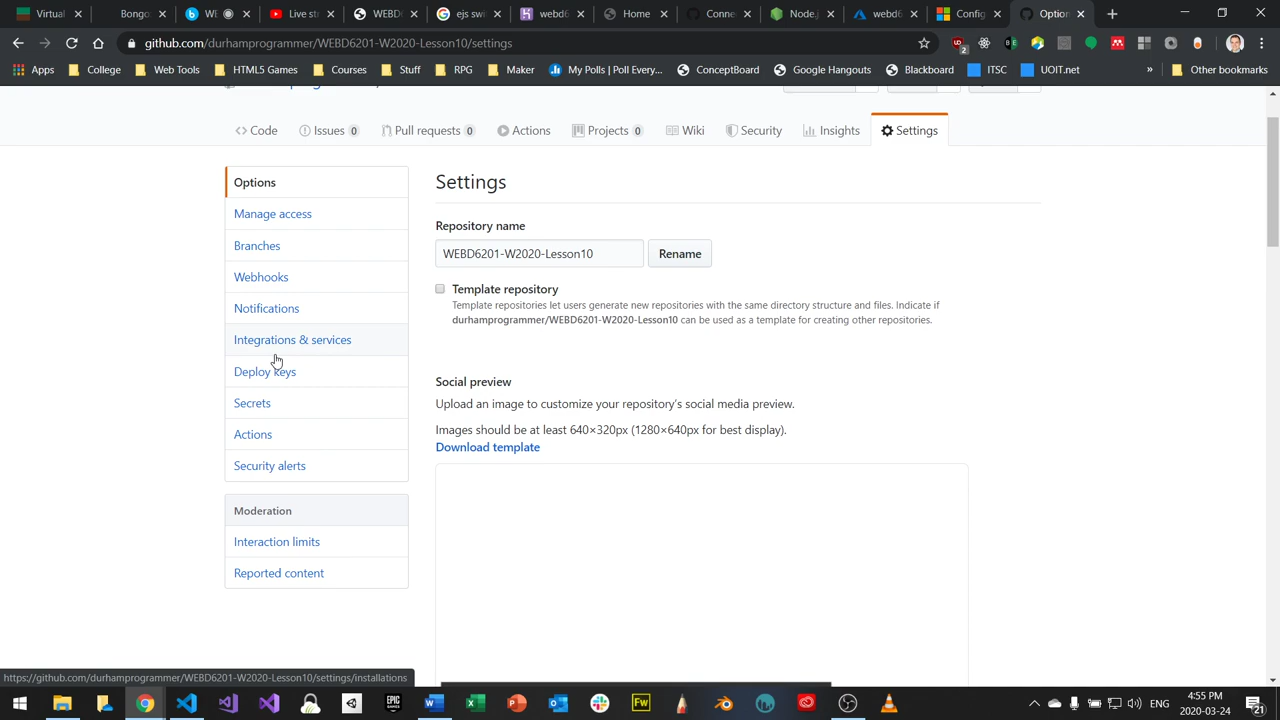 Virtual
Bongo
WE
Live str
WEBDe
ejs swe
webd6
Home
Conne
Node.j
webd6
Config
Option
github.com/durhamprogrammer/WEBD6201-W2020-Lesson10/settings
2
Apps
College
Web Tools
HTML5 Games
Courses
Stuff
RPG
Maker
My Polls | Poll Every...
ConceptBoard
Google Hangouts
Blackboard
ITSC
UOIT.net
»
Other bookmarks
<> Code
Issues 0
Pull requests 0
Actions
Projects 0
Wiki
Security
Insights
Settings
Options
Manage access
Branches
Webhooks
Notifications
Integrations & services
Deploy keys
Secrets
Actions
Security alerts
Moderation
Interaction limits
Reported content
Settings
Repository name
WEBD6201-W2020-Lesson10
Rename
Template repository
Template repositories let users generate new repositories with the same directory structure and files. Indicate if
durhamprogrammer/WEBD6201-W2020-Lesson10 can be used as a template for creating other repositories.
Social preview
Upload an image to customize your repository's social media preview.
Images should be at least 640×320px (1280×640px for best display).
Download template
https://github.com/durhamprogrammer/WEBD6201-W2020-Lesson10/settings/installations
EPIC
Fw
ENG
4:55 PM
2020-03-24
21